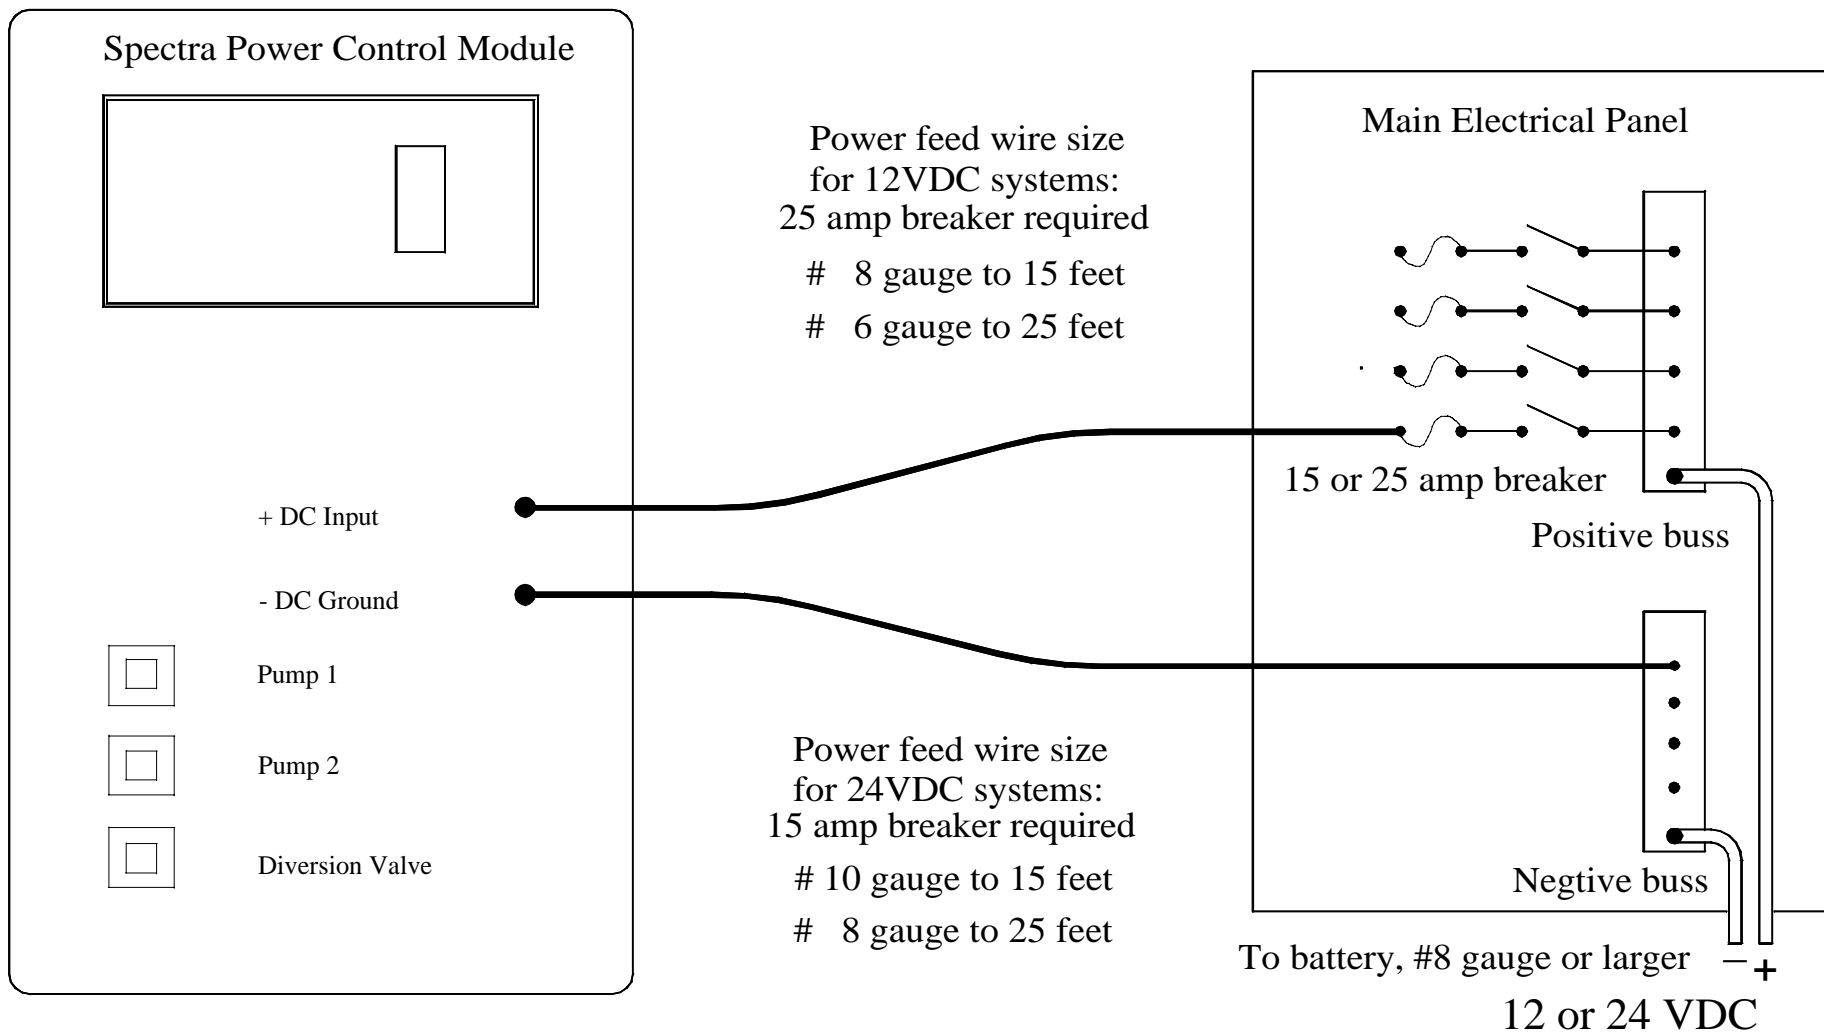 Spectra Power Control Module
+ DC Input
- DC Ground
Pump 1
Pump 2
Diversion Valve
Power feed wire size
for 12VDC systems:
25 amp breaker required
# 8 gauge to 15 feet
# 6 gauge to 25 feet
Power feed wire size
for 24VDC systems:
15 amp breaker required
# 10 gauge to 15 feet
# 8 gauge to 25 feet
Main Electrical Panel
15 or 25 amp breaker
Positive buss
Negtive buss
To battery, #8 gauge or larger
− +
12 or 24 VDC